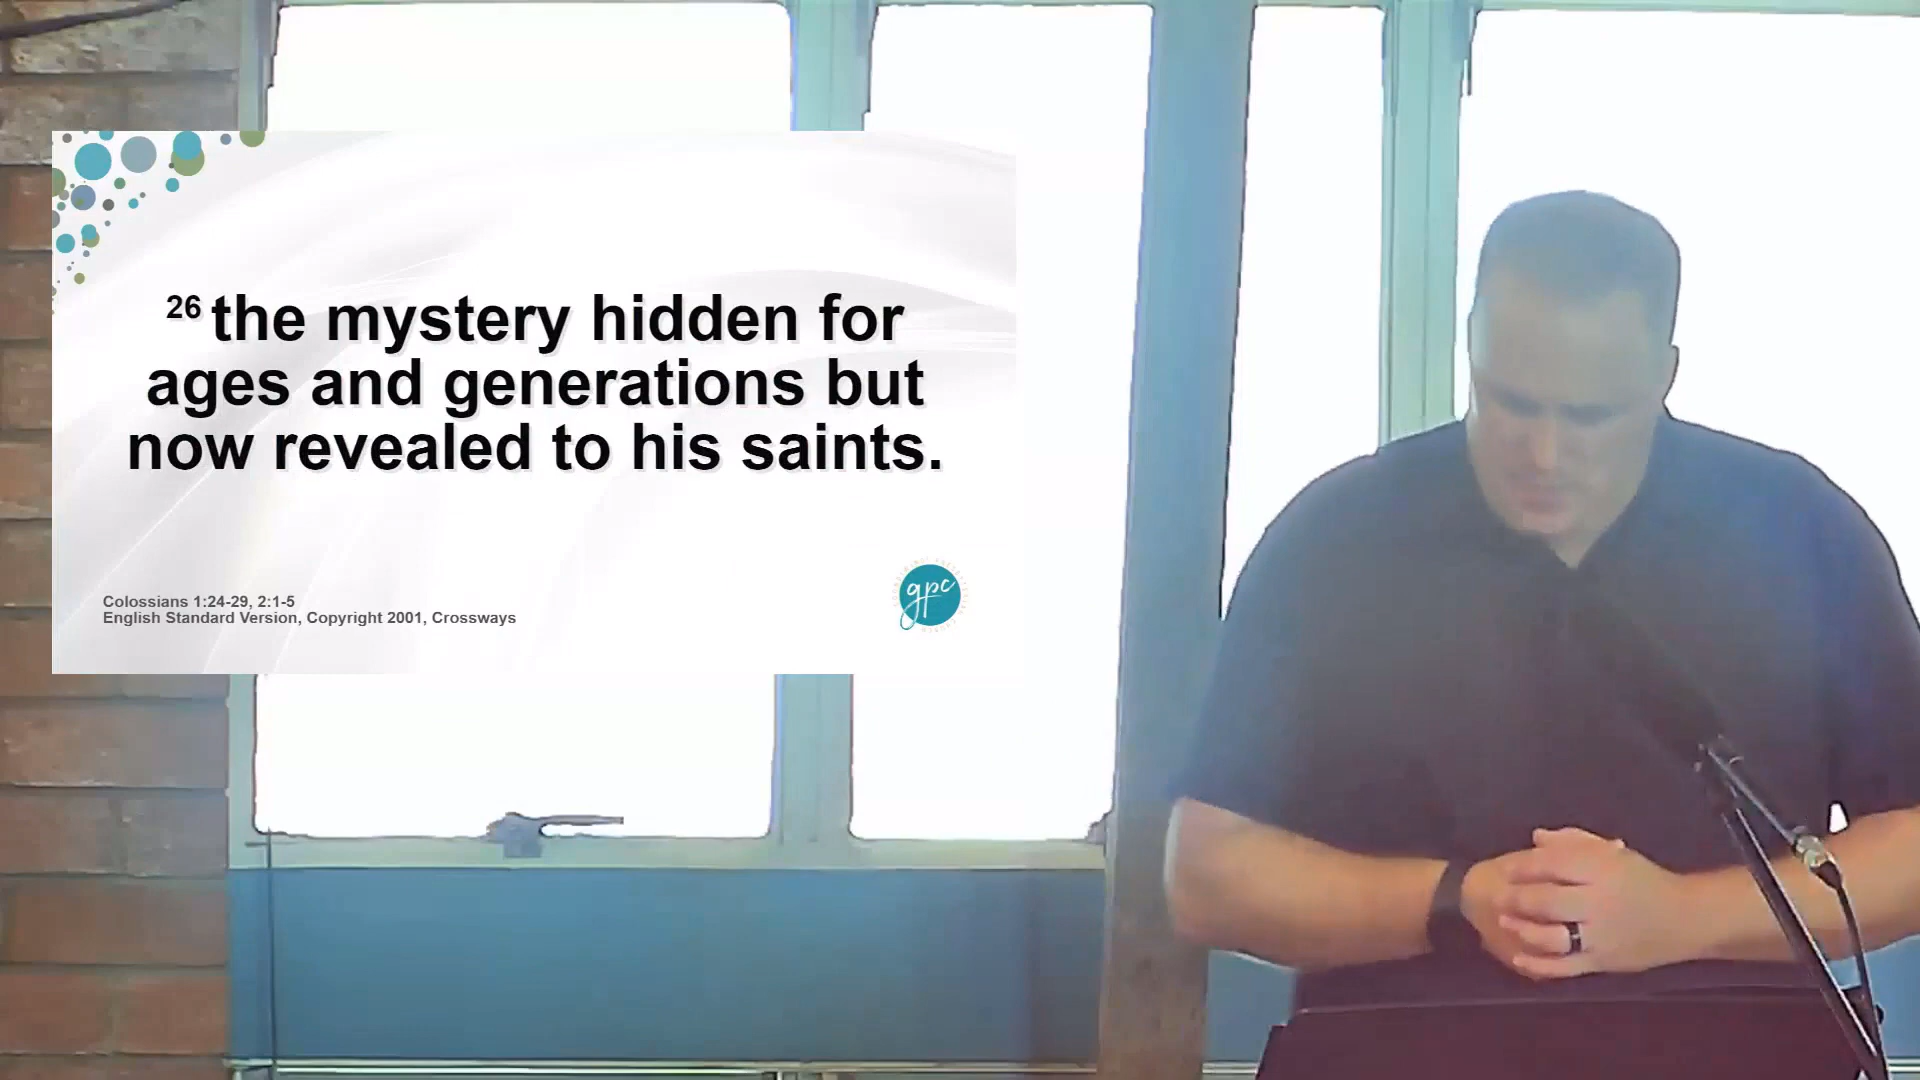 26 the mystery hidden for
ages and generations but
now revealed to his saints.
Colossians 1:24-29, 2:1-5
English Standard Version, Copyright 2001, Crossways
gpc